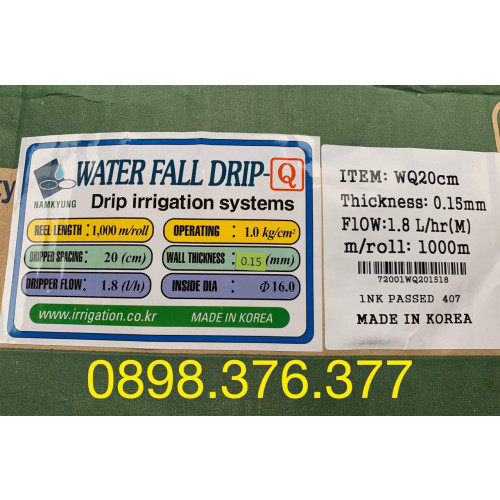 WATER FALL DRIP-Q
NAMKYUNG
Drip irrigation systems
REEL LENGTH : 1,000 m/roll
OPERATING : 1.0 kg/cm²
DRIPPED SPACING : 20 (cm)
WALL THICKNESS : 0.15 (mm)
DRIPPER FLOW : 1.8 (l/h)
INSIDE DIA : Φ 16.0
www.irrigation.co.kr
MADE IN KOREA
ITEM: WQ20cm
Thickness: 0.15mm
FlOW:1.8 L/hr(M)
m/roll: 1000m
72001WQ201518
1NK PASSED 407
MADE IN KOREA
0898.376.377